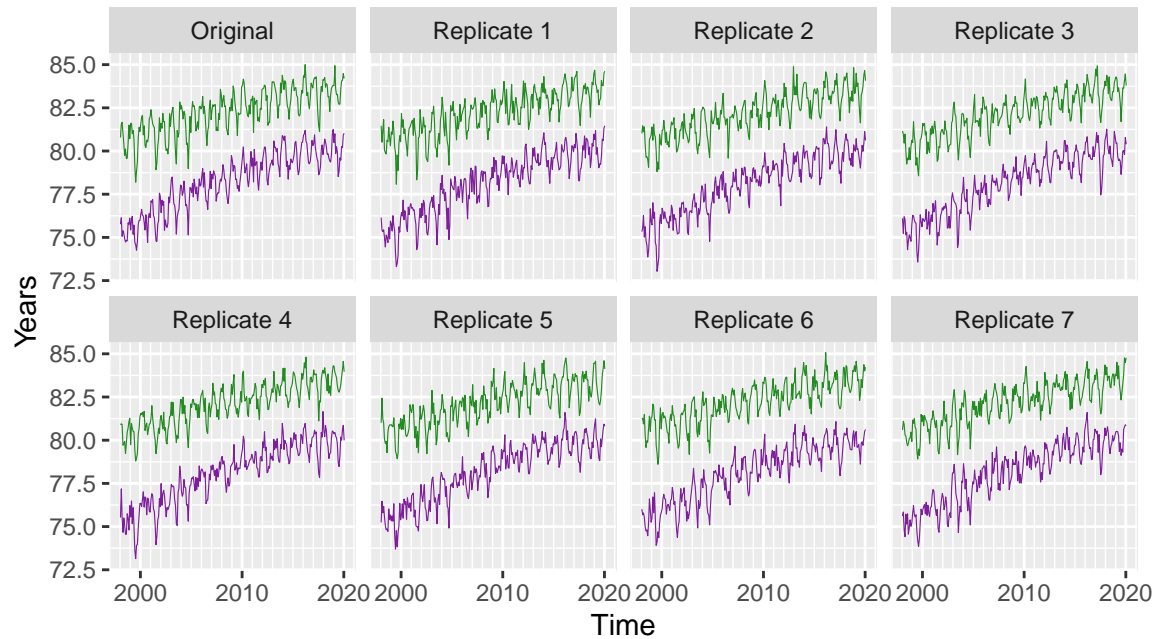 Original
Replicate 1
Replicate 2
Replicate 3
85.0
82.5
80.0
77.5
75.0
72.5
Years
Replicate 4
Replicate 5
Replicate 6
Replicate 7
85.0
82.5
80.0
77.5
75.0
72.5
2000 2010 2020
2000 2010 2020
2000 2010 2020
2000 2010 2020
Time